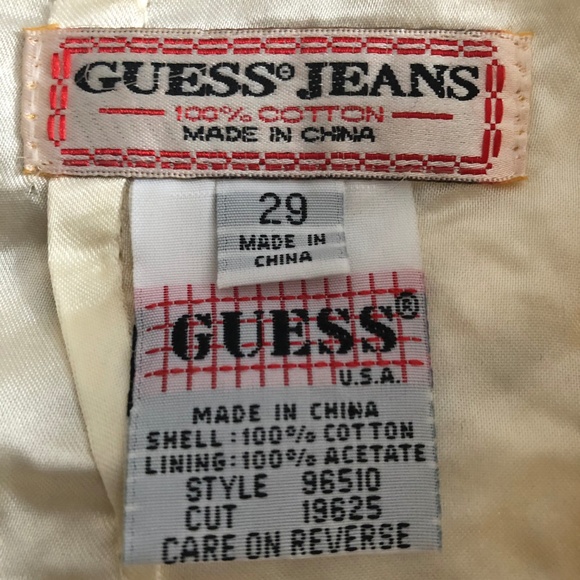 GUESS® JEANS
100% COTTON
MADE IN CHINA
29
MADE IN
CHINA
GUESS®
U.S.A.
MADE IN CHINA
SHELL: 100% COTTON
LINING: 100% ACETATE
STYLE 96510
CUT 19625
CARE ON REVERSE